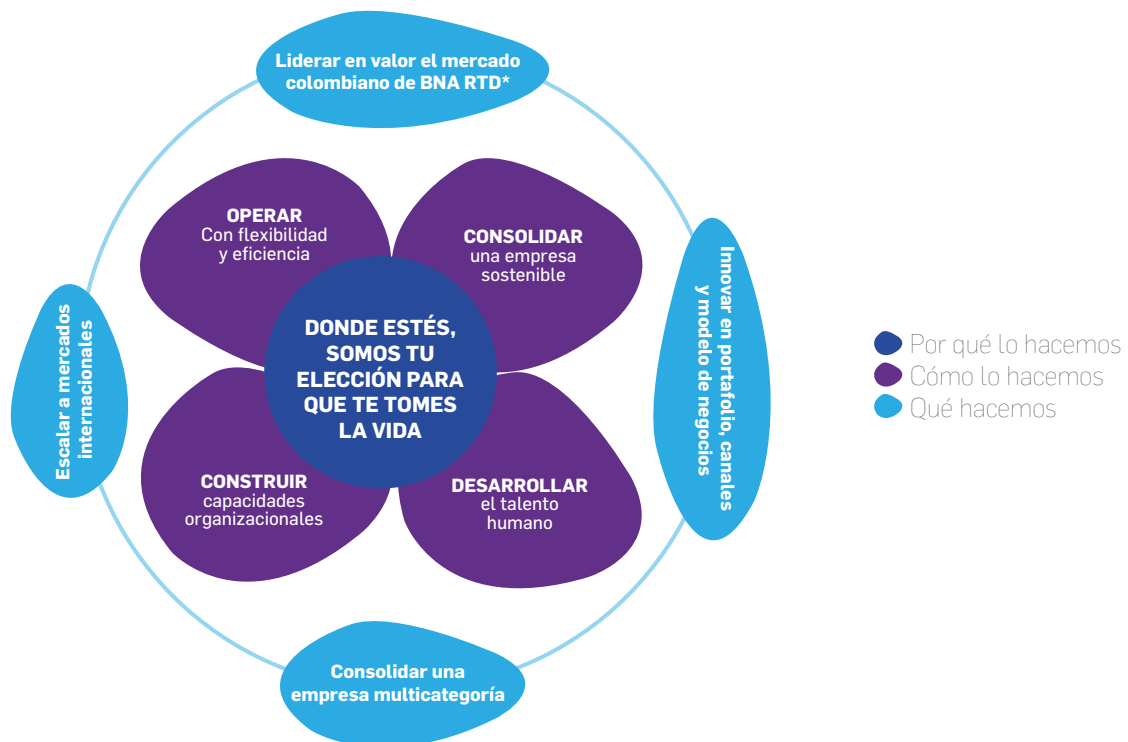 Liderar en valor el mercado
colombiano de BNA RTD*
OPERAR
Con flexibilidad
y eficiencia
CONSOLIDAR
una empresa
sostenible
Escalar a mercados
internacionales
DONDE ESTÉS,
SOMOS TU
ELECCIÓN PARA
QUE TE TOMES
LA VIDA
Innovar en portafolio, canales
y modelo de negocios
CONSTRUIR
capacidades
organizacionales
DESARROLLAR
el talento
humano
Consolidar una
empresa multicategoría
Por qué lo hacemos
Cómo lo hacemos
Qué hacemos